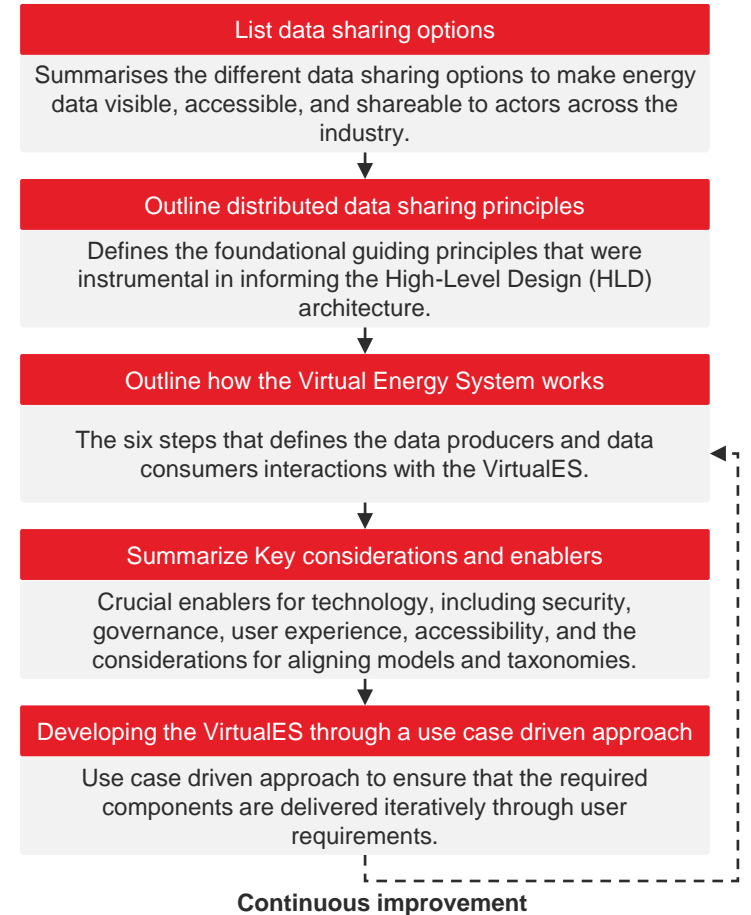 List data sharing options
Summarises the different data sharing options to make energy
data visible, accessible, and shareable to actors across the
industry.
Outline distributed data sharing principles
Defines the foundational guiding principles that were
instrumental in informing the High-Level Design (HLD)
architecture.
Outline how the Virtual Energy System works
The six steps that defines the data producers and data
consumers interactions with the VirtualES.
Summarize Key considerations and enablers
Crucial enablers for technology, including security,
governance, user experience, accessibility, and the
considerations for aligning models and taxonomies.
Developing the VirtualES through a use case driven approach
Use case driven approach to ensure that the required
components are delivered iteratively through user
requirements.
Continuous improvement